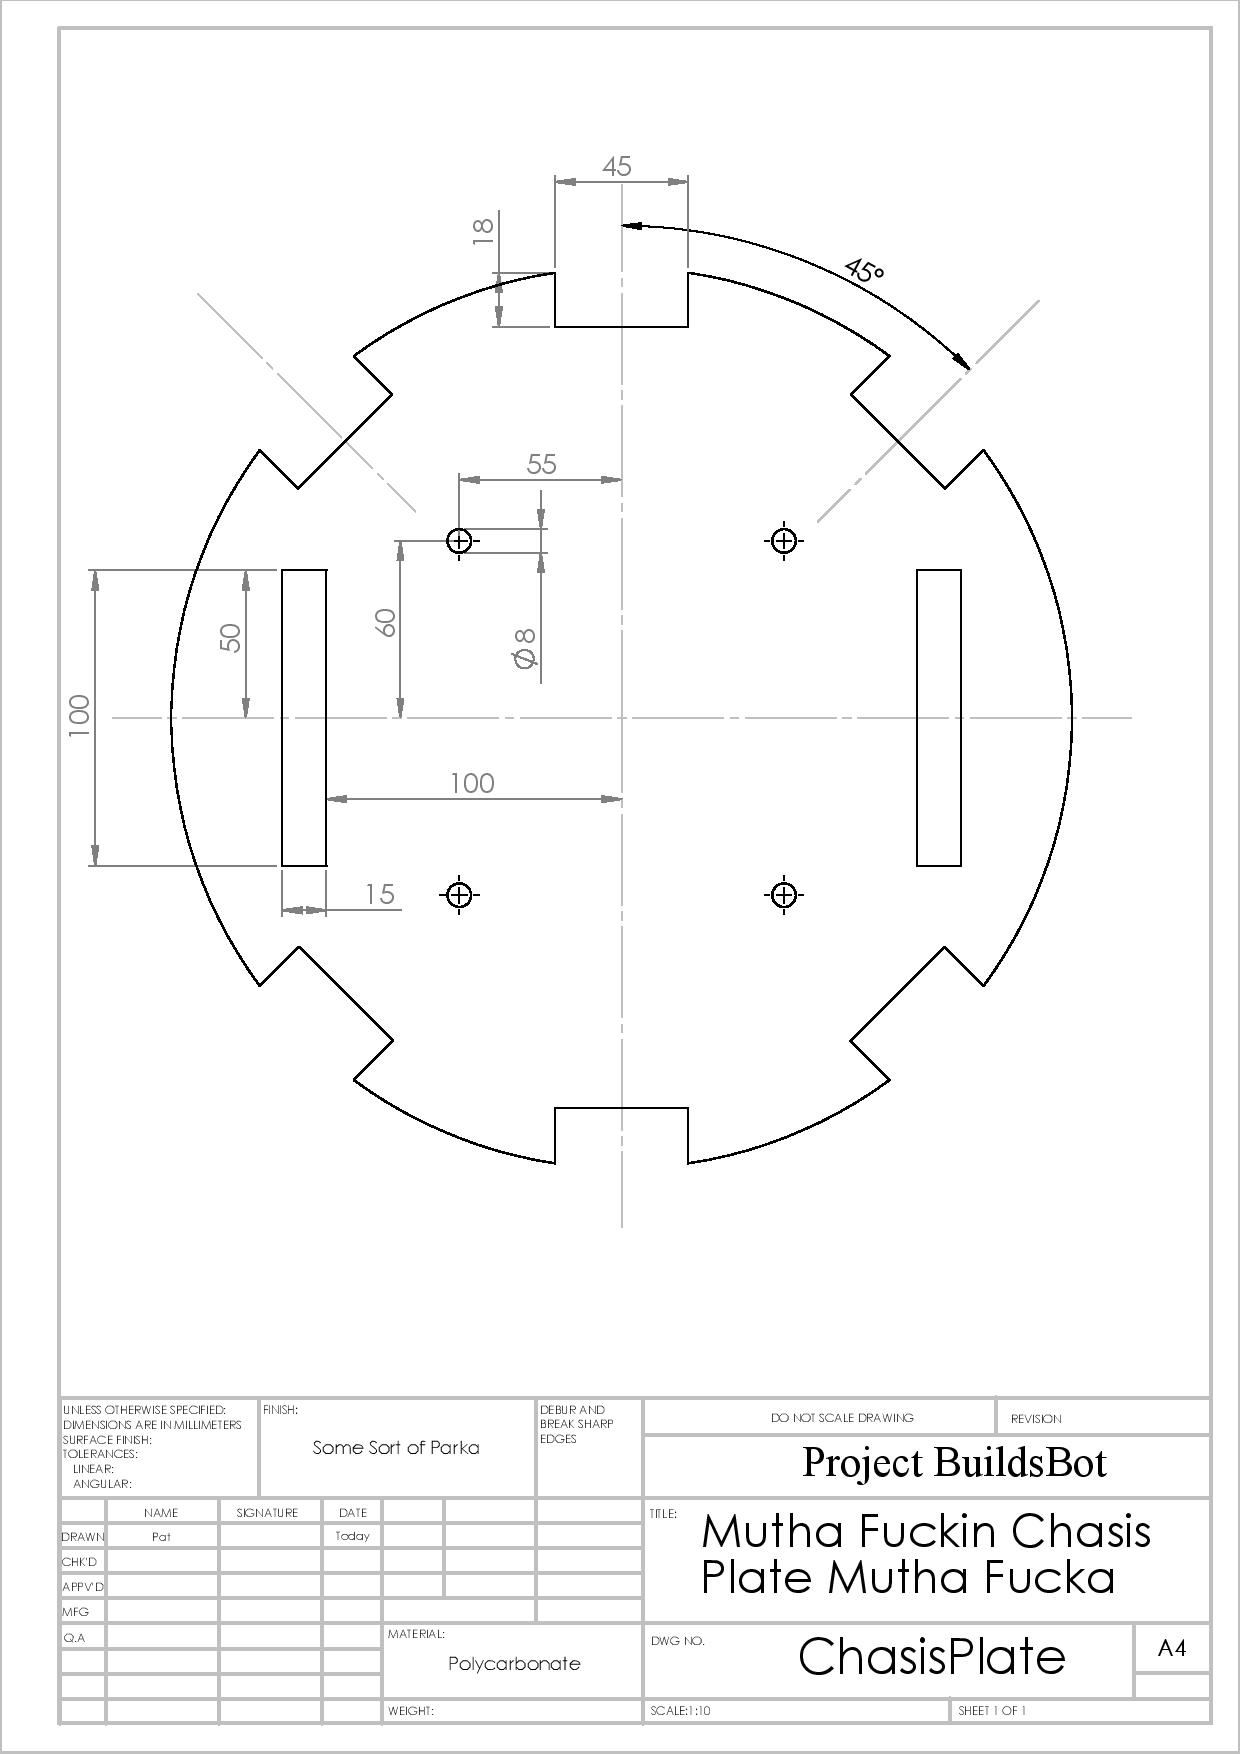 45
18
45°
55
60
50
Ø8
100
100
15
UNLESS OTHERWISE SPECIFIED:
DIMENSIONS ARE IN MILLIMETERS
SURFACE FINISH:
TOLERANCES:
LINEAR:
ANGULAR:
FINISH:
Some Sort of Parka
DEBUR AND
BREAK SHARP
EDGES
DO NOT SCALE DRAWING
REVISION
Project BuildsBot
NAME
SIGNATURE
DATE
DRAWN
Pat
Today
CHK'D
APPV'D
MFG
Q.A
TITLE:
Mutha Fuckin Chasis
Plate Mutha Fucka
MATERIAL:
Polycarbonate
DWG NO.
ChasisPlate
A4
WEIGHT:
SCALE:1:10
SHEET 1 OF 1